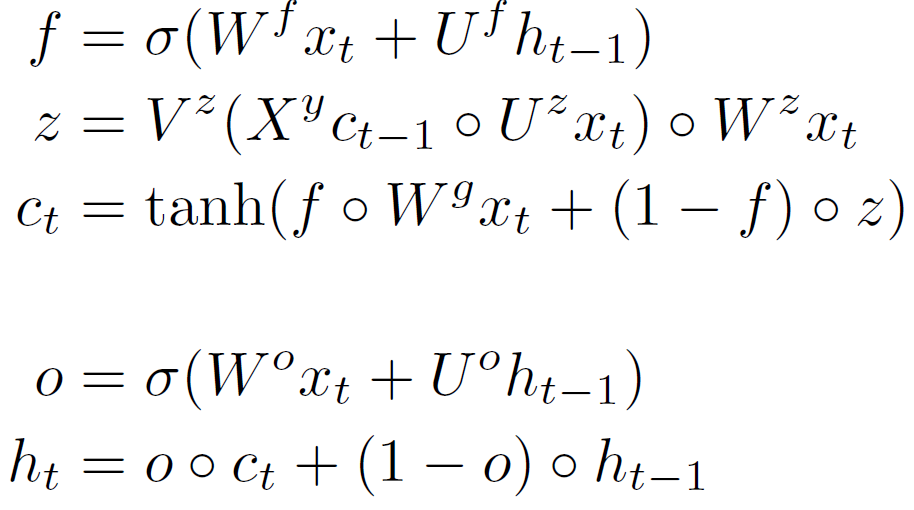 f = σ(W^f x_t + U^f h_{t−1})
z = V^z(X^y c_{t−1} ∘ U^z x_t) ∘ W^z x_t
c_t = tanh(f ∘ W^g x_t + (1 − f) ∘ z)
o = σ(W^o x_t + U^o h_{t−1})
h_t = o ∘ c_t + (1 − o) ∘ h_{t−1}